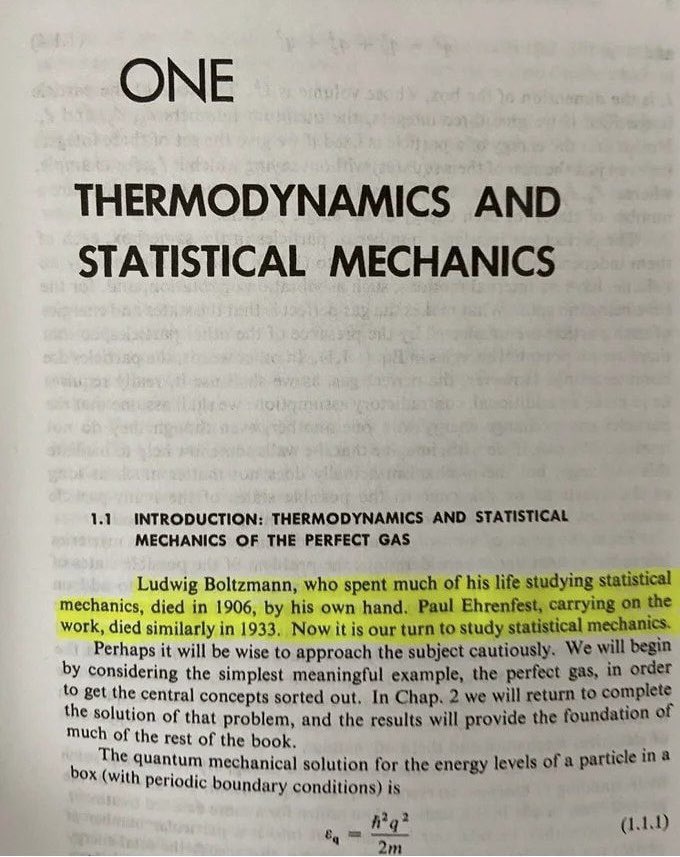 ONE
THERMODYNAMICS AND
STATISTICAL MECHANICS
1.1 INTRODUCTION: THERMODYNAMICS AND STATISTICAL
MECHANICS OF THE PERFECT GAS
Ludwig Boltzmann, who spent much of his life studying statistical
mechanics, died in 1906, by his own hand. Paul Ehrenfest, carrying on the
work, died similarly in 1933. Now it is our turn to study statistical mechanics.
Perhaps it will be wise to approach the subject cautiously. We will begin
by considering the simplest meaningful example, the perfect gas, in order
to get the central concepts sorted out. In Chap. 2 we will return to complete
the solution of that problem, and the results will provide the foundation of
much of the rest of the book.
The quantum mechanical solution for the energy levels of a particle in a
box (with periodic boundary conditions) is
ε_q = ħ²q²/2m (1.1.1)